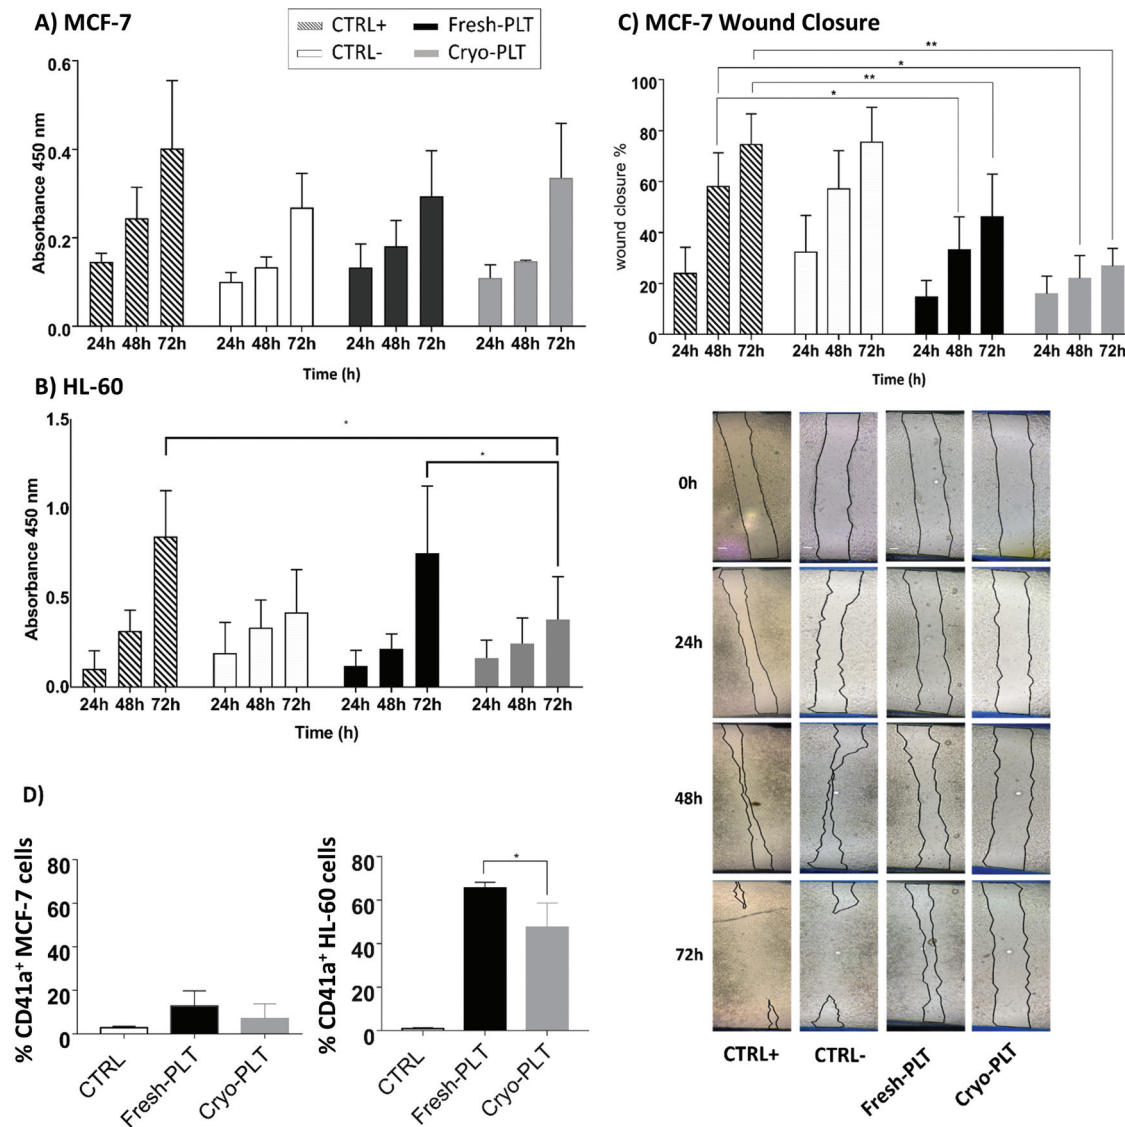 A) MCF-7
CTRL+
Fresh-PLT
CTRL-
Cryo-PLT
0.6
0.4
0.2
0.0
Absorbance 450 nm
24h 48h 72h 24h 48h 72h 24h 48h 72h 24h 48h 72h
Time (h)
B) HL-60
1.5
1.0
0.5
0.0
Absorbance 450 nm
*
*
24h 48h 72h 24h 48h 72h 24h 48h 72h 24h 48h 72h
Time (h)
C) MCF-7 Wound Closure
**
*
**
*
100
80
60
40
20
0
wound closure %
24h 48h 72h 24h 48h 72h 24h 48h 72h 24h 48h 72h
Time (h)
0h
24h
48h
72h
CTRL+
CTRL-
Fresh-PLT
Cryo-PLT
D)
% CD41a⁺ MCF-7 cells
80
60
40
20
0
CTRL
Fresh-PLT
Cryo-PLT
% CD41a⁺ HL-60 cells
80
60
40
20
0
*
CTRL
Fresh-PLT
Cryo-PLT